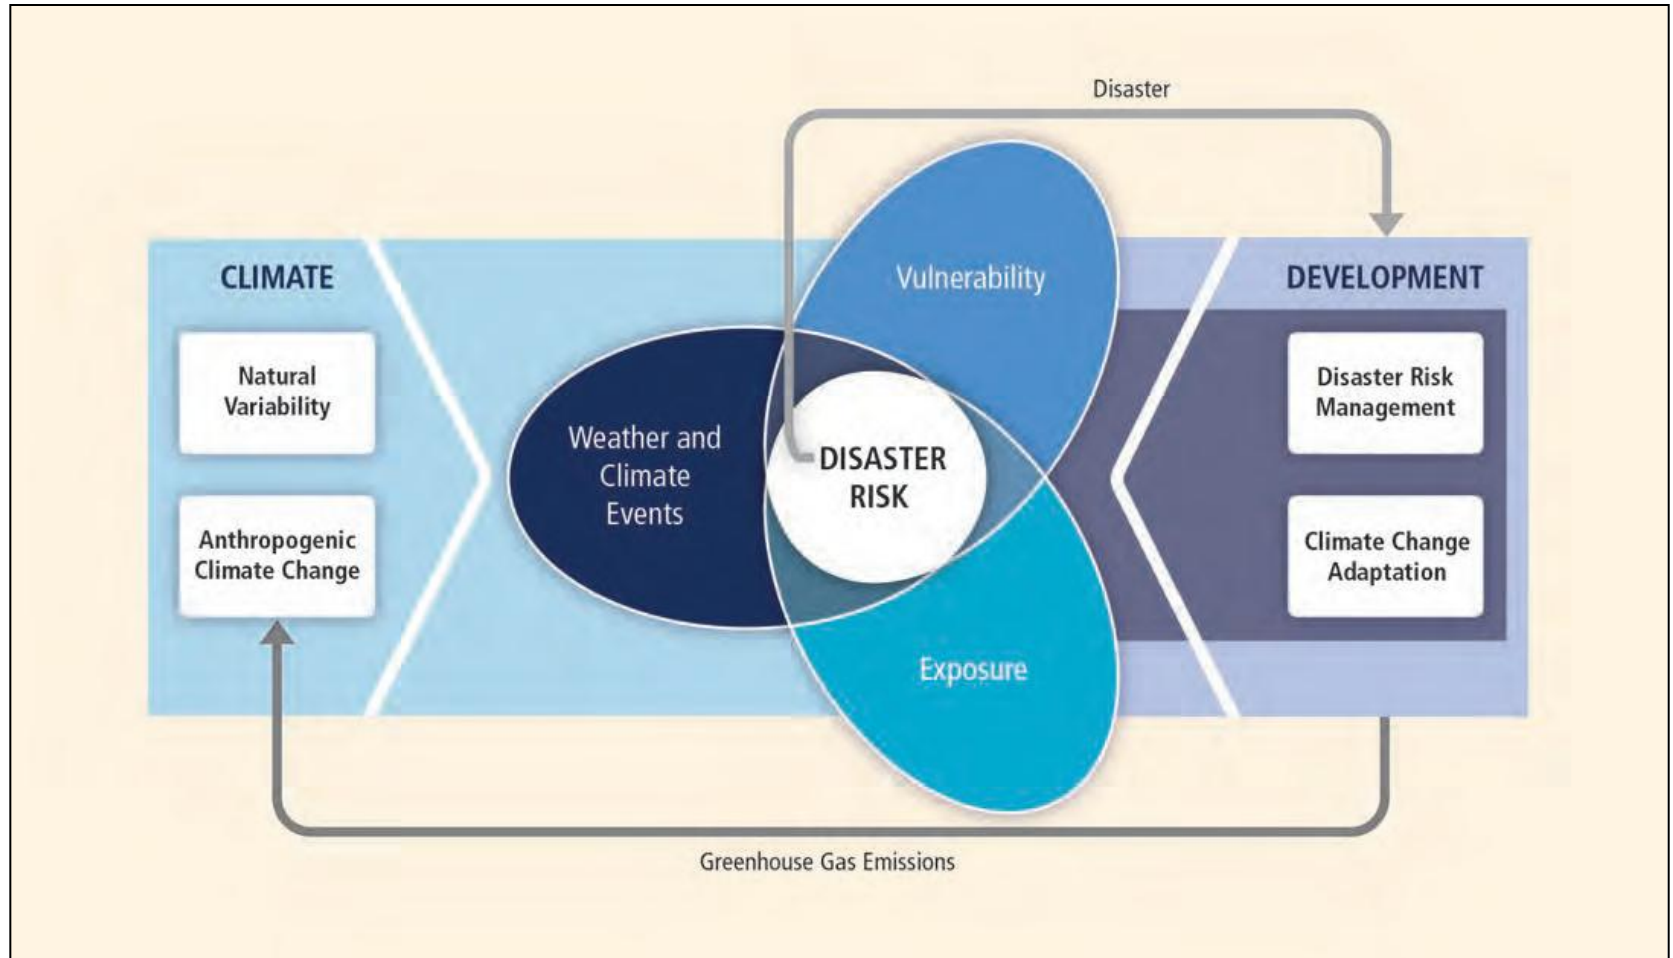 Disaster
CLIMATE
Natural
Variability
Anthropogenic
Climate Change
Weather and
Climate
Events
Vulnerability
DISASTER
RISK
Exposure
DEVELOPMENT
Disaster Risk
Management
Climate Change
Adaptation
Greenhouse Gas Emissions